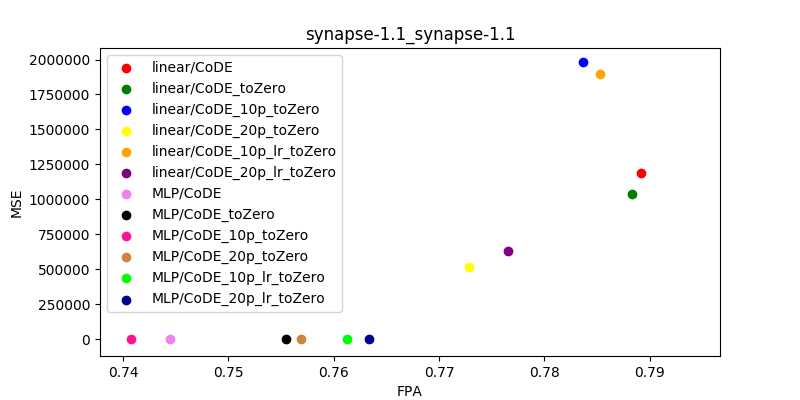 synapse-1.1_synapse-1.1
MSE
2000000
1750000
1500000
1250000
1000000
750000
500000
250000
0
linear/CoDE
linear/CoDE_toZero
linear/CoDE_10p_toZero
linear/CoDE_20p_toZero
linear/CoDE_10p_lr_toZero
linear/CoDE_20p_lr_toZero
MLP/CoDE
MLP/CoDE_toZero
MLP/CoDE_10p_toZero
MLP/CoDE_20p_toZero
MLP/CoDE_10p_lr_toZero
MLP/CoDE_20p_lr_toZero
0.74 0.75 0.76 0.77 0.78 0.79
FPA